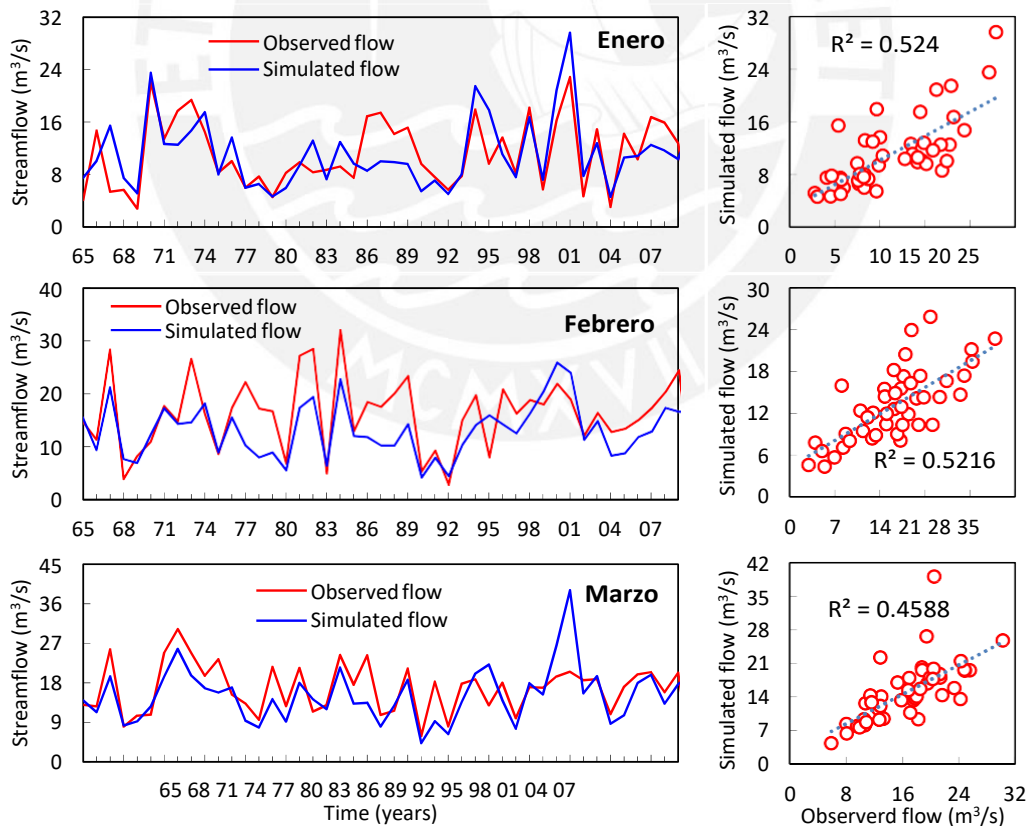 32
24
16
8
0
Streamflow (m³/s)
Observed flow
Simulated flow
Enero
65 68 71 74 77 80 83 86 89 92 95 98 01 04 07
32
24
16
8
0
Simulated flow (m³/s)
R² = 0.524
0 5 10 15 20 25
40
30
20
10
0
Streamflow (m³/s)
Observed flow
Simulated flow
Febrero
65 68 71 74 77 80 83 86 89 92 95 98 01 04 07
30
24
18
12
6
0
Simulated flow (m³/s)
R² = 0.5216
0 7 14 21 28 35
45
36
27
18
9
0
Streamflow (m³/s)
Observed flow
Simulated flow
Marzo
65 68 71 74 77 80 83 86 89 92 95 98 01 04 07
Time (years)
42
35
28
21
14
7
0
Simulated flow (m³/s)
R² = 0.4588
0 8 16 24 32
Observed flow (m³/s)
MCMXVII